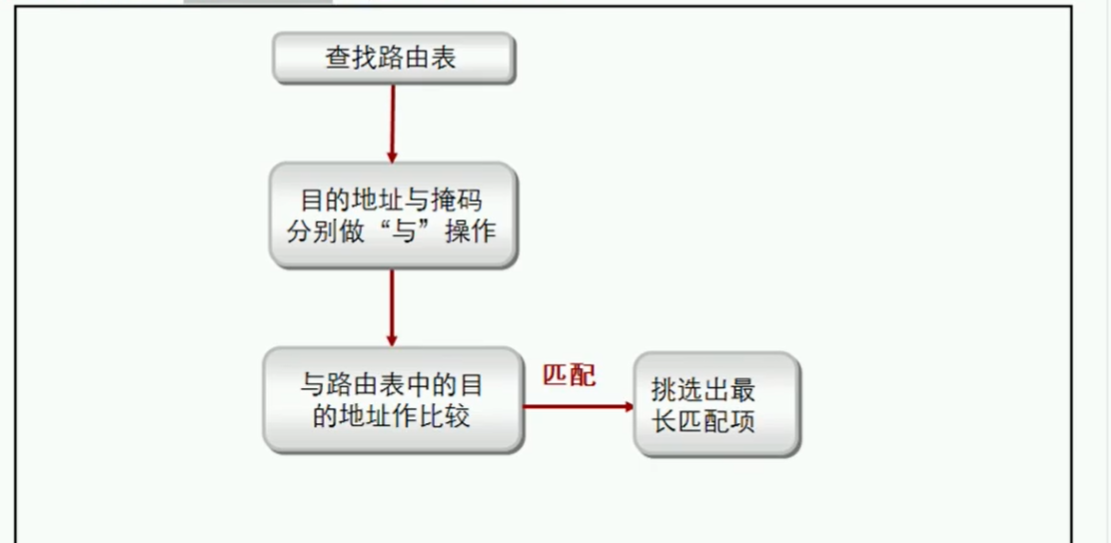 查找路由表
目的地址与掩码
分别做“与”操作
与路由表中的目
的地址作比较
匹配
挑选出最
长匹配项